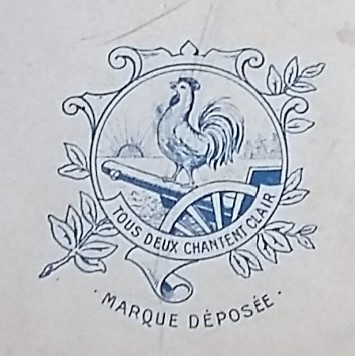 TOUS DEUX CHANTENT CLAIR
· MARQUE DÉPOSÉE ·